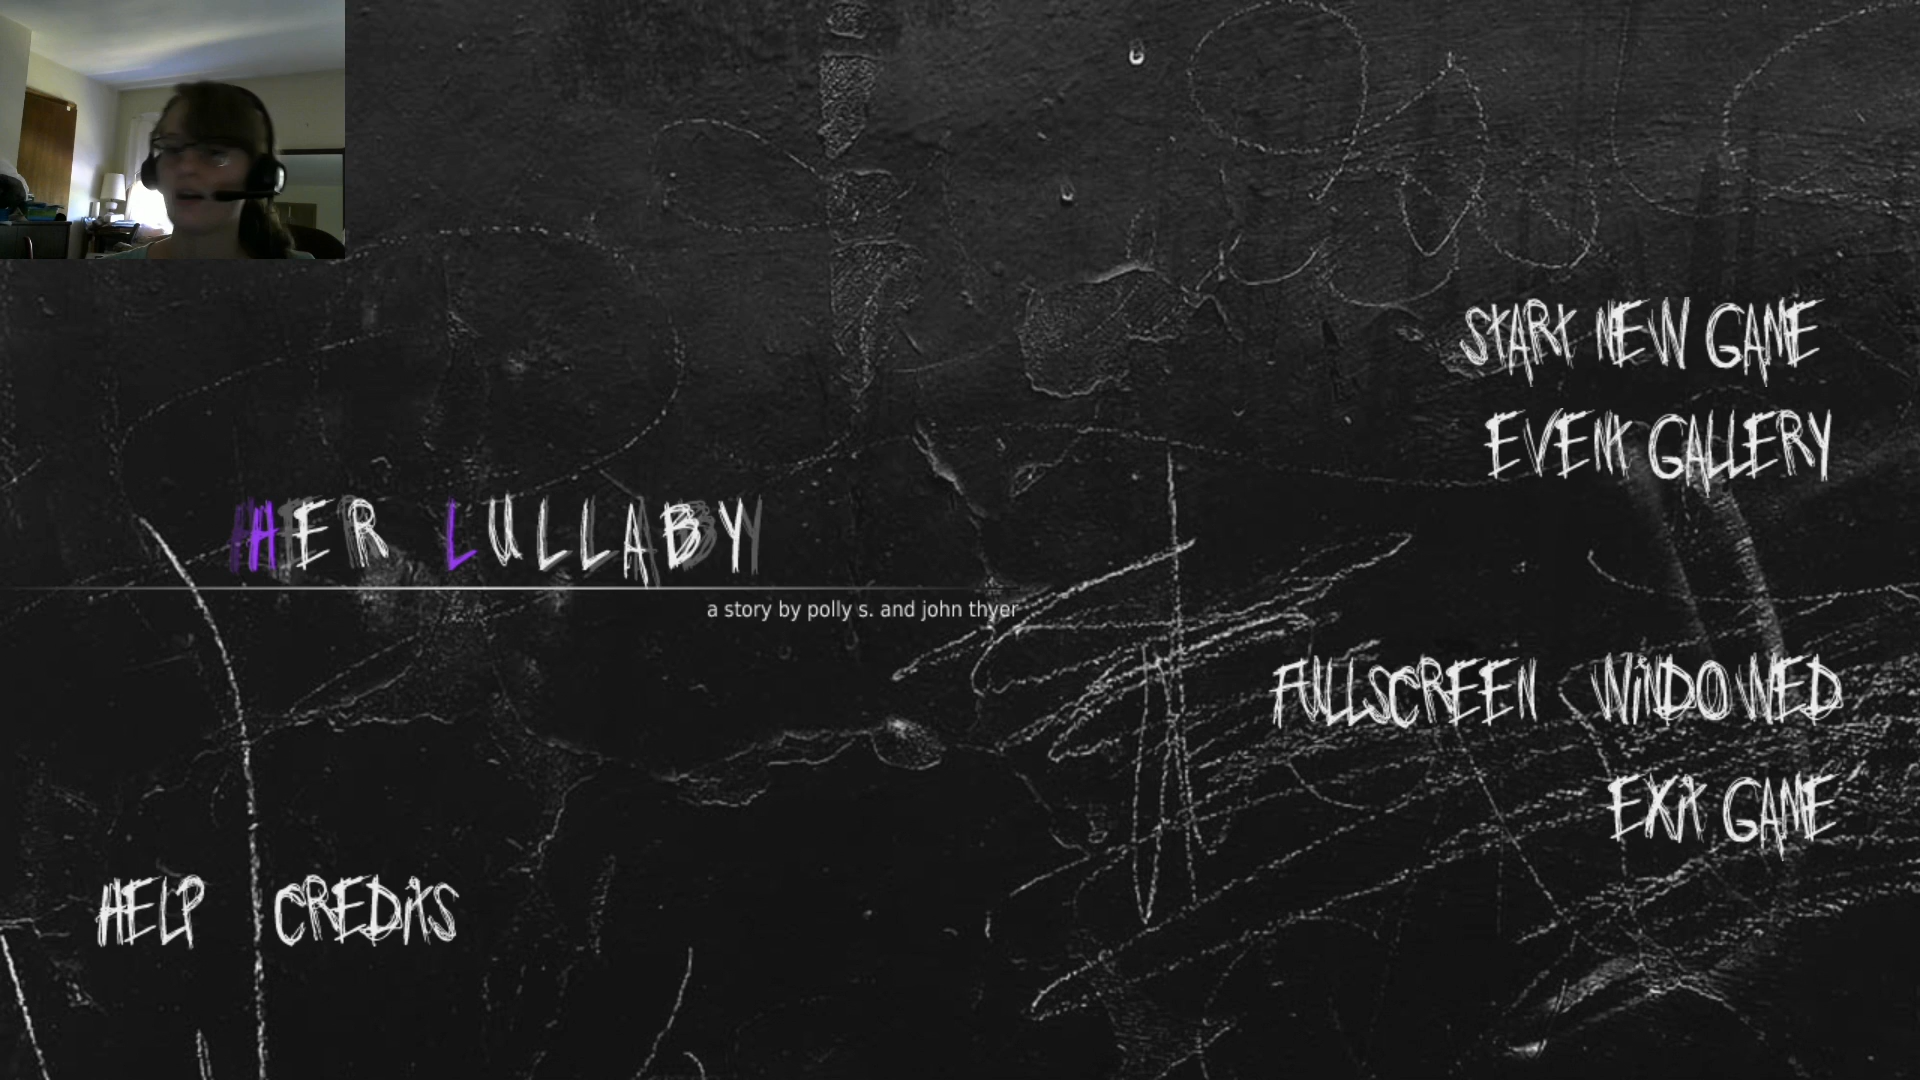 START NEW GAME
EVENT GALLERY
HER LULLABY
a story by polly s. and john thyer
FULLSCREEN WINDOWED
EXIT GAME
HELP CREDITS